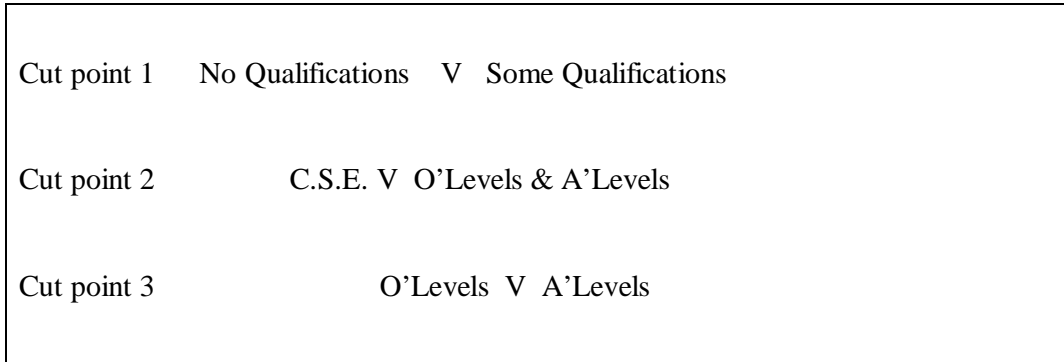 Cut point 1 No Qualifications V Some Qualifications
Cut point 2 C.S.E. V O’Levels & A’Levels
Cut point 3 O’Levels V A’Levels